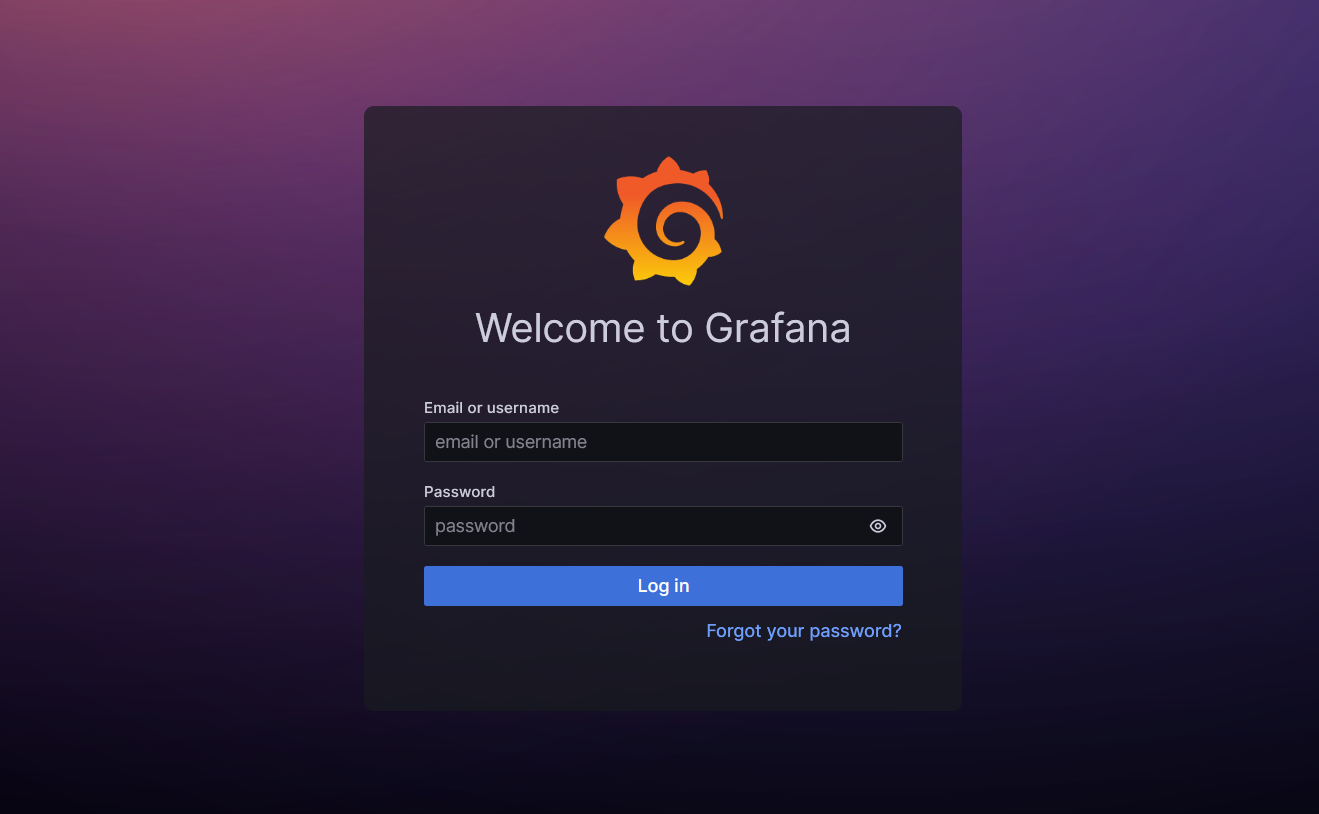 Welcome to Grafana
Email or username
email or username
Password
password
Log in
Forgot your password?